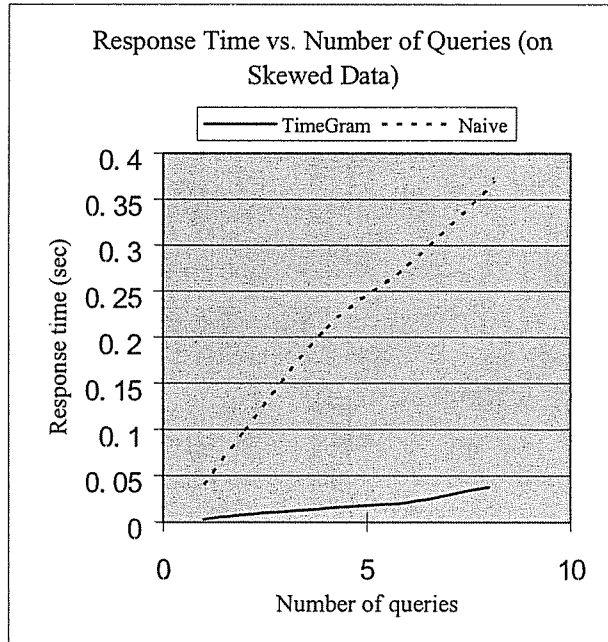 Response Time vs. Number of Queries (on
Skewed Data)
TimeGram Naive
0.4
0.35
0.3
0.25
0.2
0.15
0.1
0.05
0
Response time (sec)
0 5 10
Number of queries